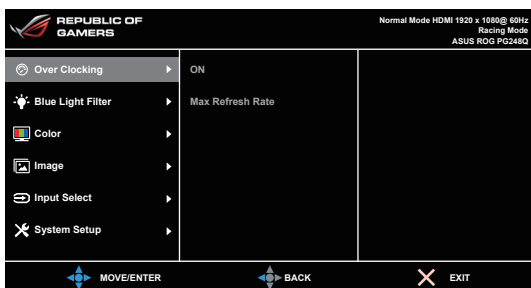 REPUBLIC OF
GAMERS
Normal Mode HDMI 1920 x 1080@ 60Hz
Racing Mode
ASUS ROG PG248Q
Over Clocking
ON
Blue Light Filter
Max Refresh Rate
Color
Image
Input Select
System Setup
MOVE/ENTER
BACK
EXIT